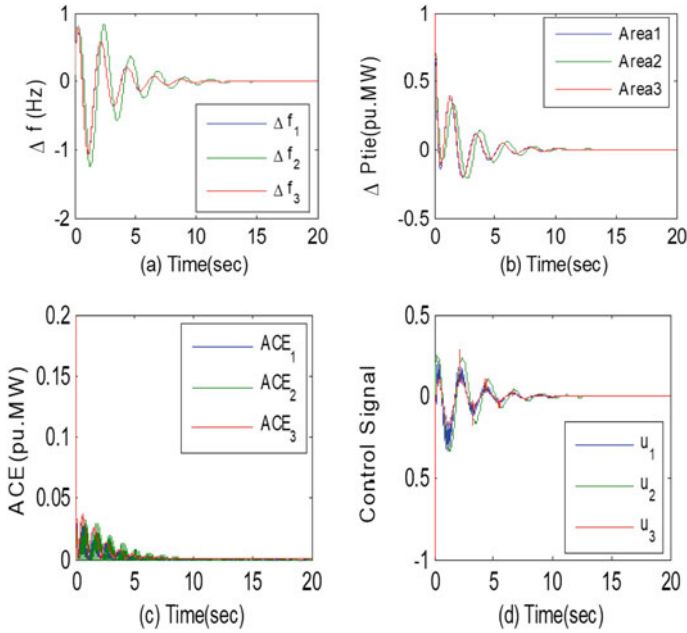 1
0
-1
-2
Δ f (Hz)
Δ f1
Δ f2
Δ f3
0 5 10 15 20
(a) Time(sec)
1
0.5
0
-0.5
Δ Ptie(pu.MW)
Area1
Area2
Area3
0 5 10 15 20
(b) Time(sec)
0.2
0.15
0.1
0.05
0
ACE (pu.MW)
ACE1
ACE2
ACE3
0 5 10 15 20
(c) Time(sec)
0.5
0
0.5
-1
Control Signal
u1
u2
u3
0 5 10 15 20
(d) Time(sec)